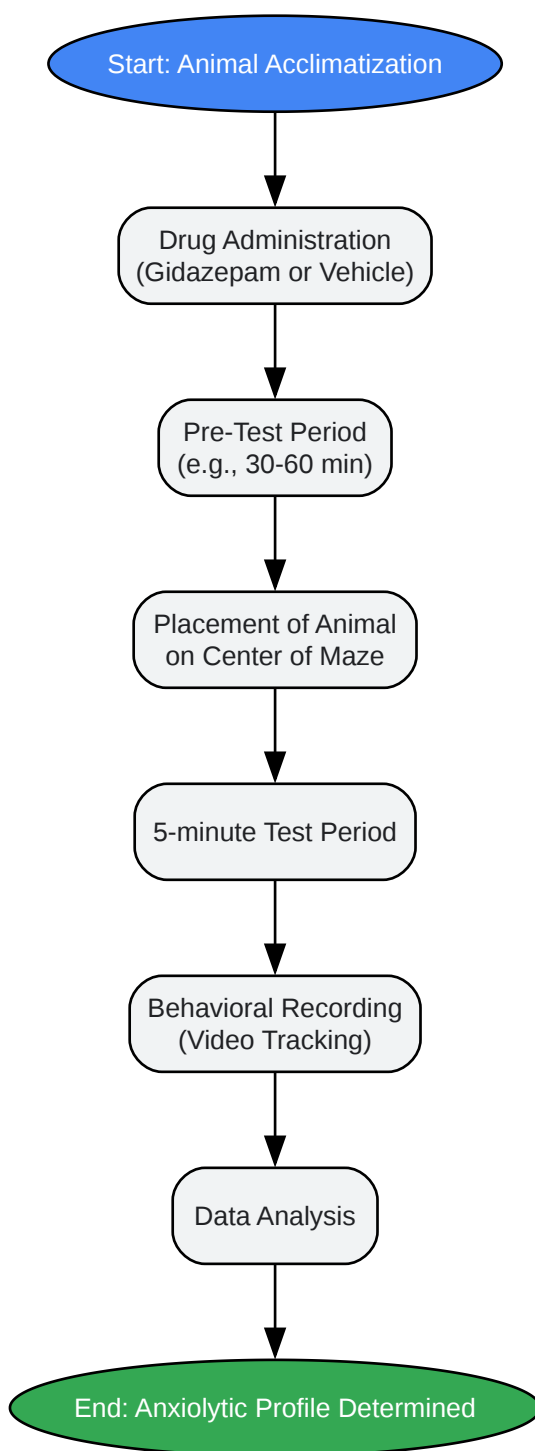 Start: Animal Acclimatization
Drug Administration
(Gidazepam or Vehicle)
Pre-Test Period
(e.g., 30-60 min)
Placement of Animal
on Center of Maze
5-minute Test Period
Behavioral Recording
(Video Tracking)
Data Analysis
End: Anxiolytic Profile Determined